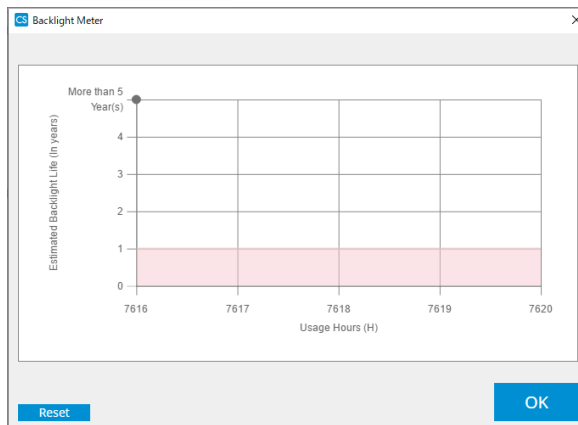 CS Backlight Meter
More than 5
Year(s)
4
3
2
1
0
Estimated Backlight Life (In years)
7616 7617 7618 7619 7620
Usage Hours (H)
Reset
OK